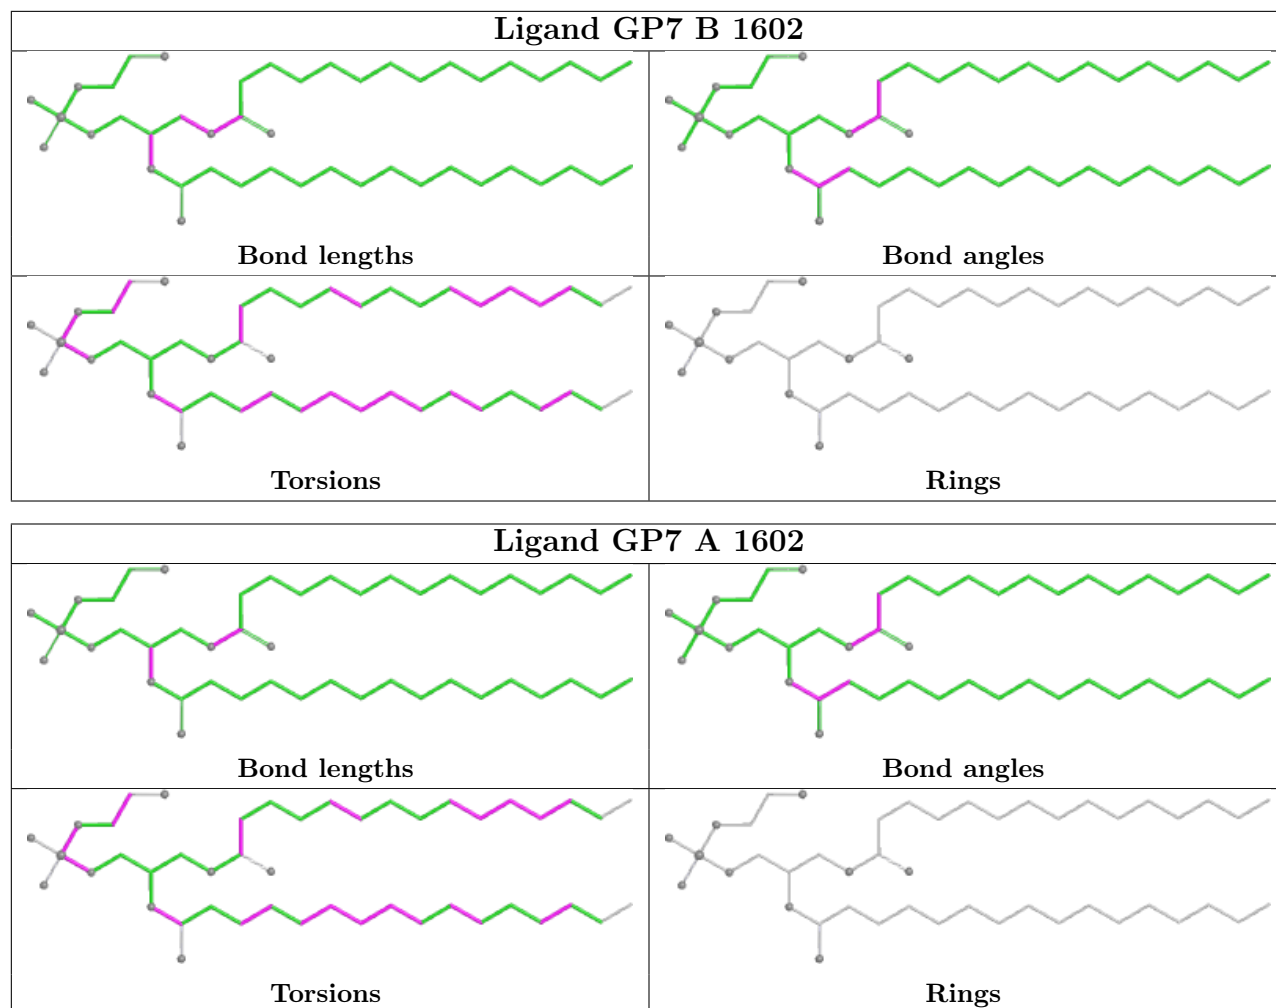 Ligand GP7 B 1602
Bond lengths
Bond angles
Torsions
Rings
Ligand GP7 A 1602
Bond lengths
Bond angles
Torsions
Rings